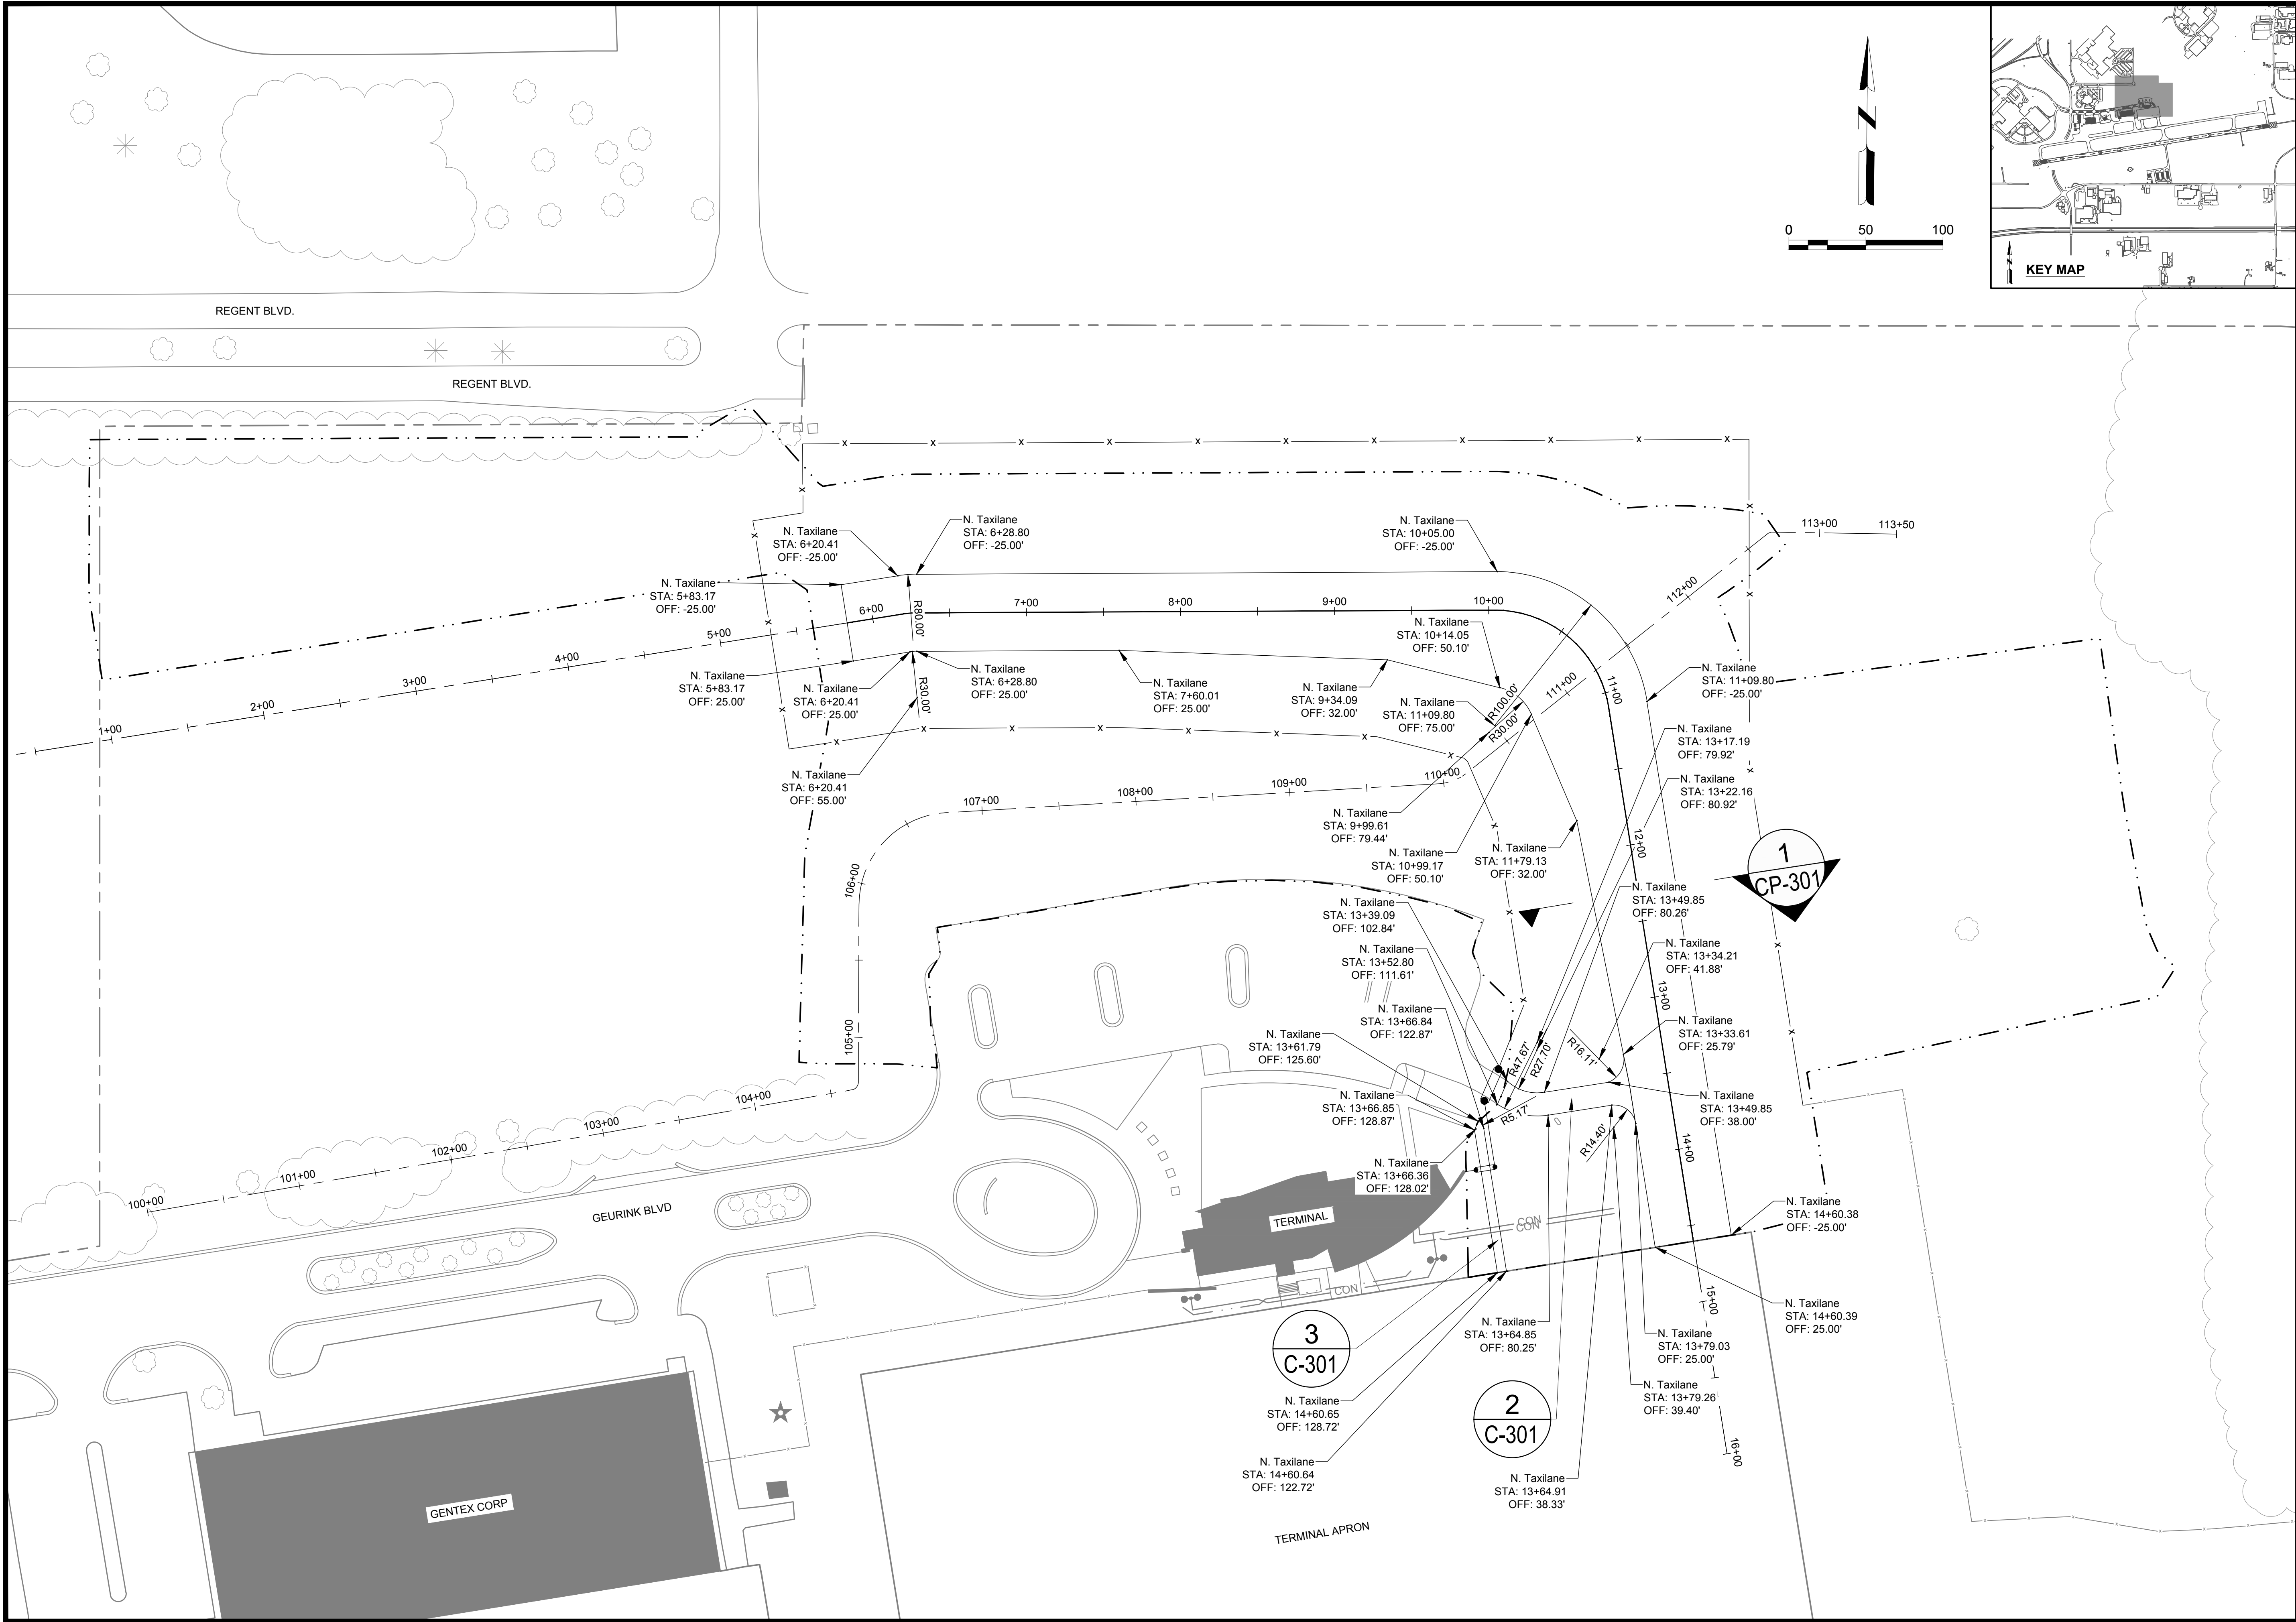 0
50
100
KEY MAP
REGENT BLVD.
REGENT BLVD.
N. Taxilane
STA: 6+20.41
OFF: -25.00'
N. Taxilane
STA: 6+28.80
OFF: -25.00'
N. Taxilane
STA: 10+05.00
OFF: -25.00'
113+00
113+50
N. Taxilane
STA: 5+83.17
OFF: -25.00'
112+00
1+00
2+00
3+00
4+00
5+00
6+00
7+00
8+00
9+00
10+00
R80.00'
N. Taxilane
STA: 10+14.05
OFF: 50.10'
N. Taxilane
STA: 5+83.17
OFF: 25.00'
N. Taxilane
STA: 6+20.41
OFF: 25.00'
R30.00'
N. Taxilane
STA: 6+28.80
OFF: 25.00'
N. Taxilane
STA: 7+60.01
OFF: 25.00'
N. Taxilane
STA: 9+34.09
OFF: 32.00'
N. Taxilane
STA: 11+09.80
OFF: 75.00'
R100.00'
R30.00'
111+00
11+00
N. Taxilane
STA: 11+09.80
OFF: -25.00'
N. Taxilane
STA: 13+17.19
OFF: 79.92'
N. Taxilane
STA: 13+22.16
OFF: 80.92'
N. Taxilane
STA: 6+20.41
OFF: 55.00'
107+00
108+00
109+00
110+00
N. Taxilane
STA: 9+99.61
OFF: 79.44'
N. Taxilane
STA: 10+99.17
OFF: 50.10'
N. Taxilane
STA: 11+79.13
OFF: 32.00'
12+00
1
CP-301
106+00
N. Taxilane
STA: 13+39.09
OFF: 102.84'
N. Taxilane
STA: 13+49.85
OFF: 80.26'
N. Taxilane
STA: 13+52.80
OFF: 111.61'
N. Taxilane
STA: 13+34.21
OFF: 41.88'
13+00
N. Taxilane
STA: 13+66.84
OFF: 122.87'
N. Taxilane
STA: 13+61.79
OFF: 125.60'
N. Taxilane
STA: 13+33.61
OFF: 25.79'
105+00
R47.67'
R27.70'
R16.11'
N. Taxilane
STA: 13+66.85
OFF: 128.87'
R5.17'
R14.40'
N. Taxilane
STA: 13+49.85
OFF: 38.00'
104+00
103+00
102+00
101+00
100+00
14+00
N. Taxilane
STA: 13+66.36
OFF: 128.02'
GEURINK BLVD
TERMINAL
CON
CON
CON
N. Taxilane
STA: 14+60.38
OFF: -25.00'
15+00
N. Taxilane
STA: 14+60.39
OFF: 25.00'
3
C-301
N. Taxilane
STA: 13+64.85
OFF: 80.25'
N. Taxilane
STA: 13+79.03
OFF: 25.00'
N. Taxilane
STA: 14+60.65
OFF: 128.72'
2
C-301
N. Taxilane
STA: 13+79.26
OFF: 39.40'
16+00
N. Taxilane
STA: 14+60.64
OFF: 122.72'
N. Taxilane
STA: 13+64.91
OFF: 38.33'
GENTEX CORP
TERMINAL APRON